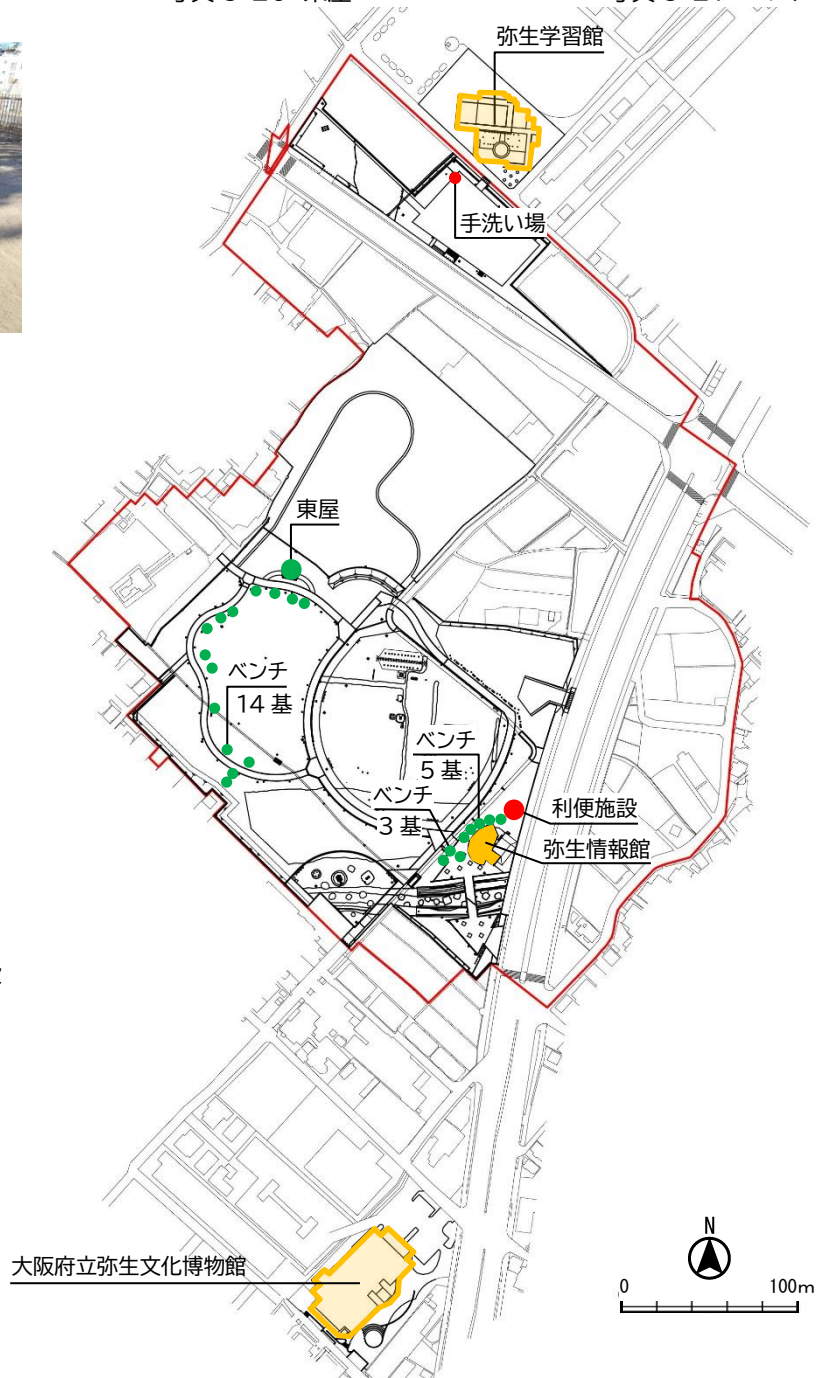 弥生学習館
手洗い場
東屋
ベンチ
14 基
ベンチ
5 基
ベンチ
3 基
利便施設
弥生情報館
大阪府立弥生文化博物館
N
0 100m